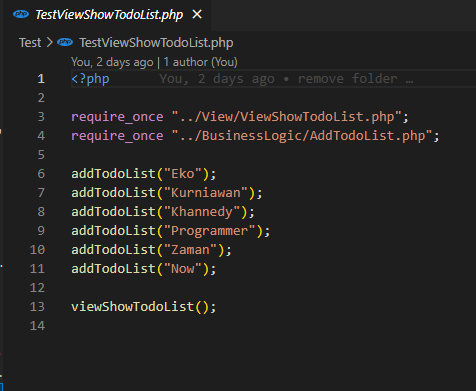 TestViewShowTodoList.php ×
Test > TestViewShowTodoList.php
You, 2 days ago | 1 author (You)
1 <?php You, 2 days ago • remove folder …
2
3 require_once "../View/ViewShowTodoList.php";
4 require_once "../BusinessLogic/AddTodoList.php";
5
6 addTodoList("Eko");
7 addTodoList("Kurniawan");
8 addTodoList("Khannedy");
9 addTodoList("Programmer");
10 addTodoList("Zaman");
11 addTodoList("Now");
12
13 viewShowTodoList();
14